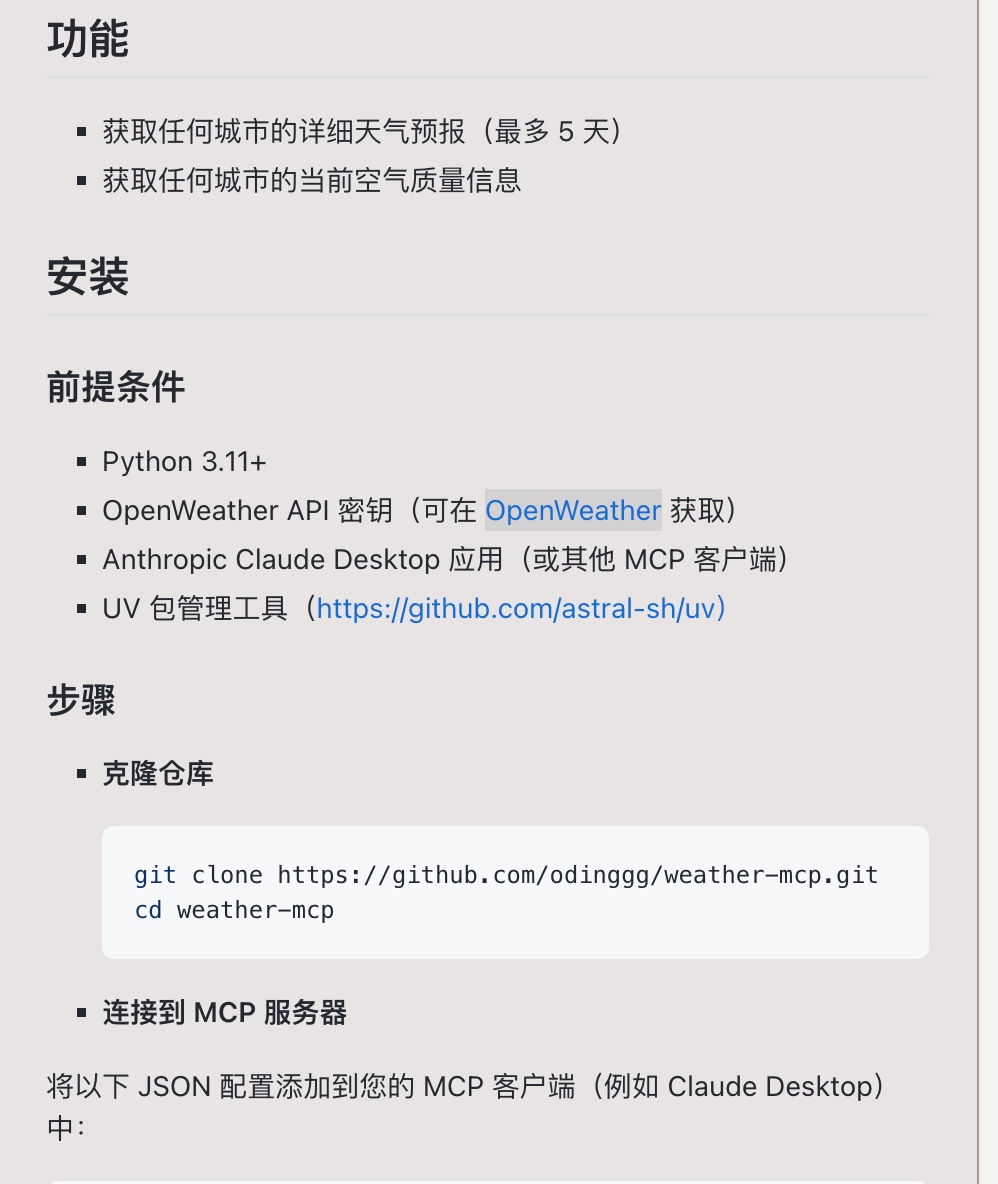 功能
获取任何城市的详细天气预报（最多 5 天）
获取任何城市的当前空气质量信息
安装
前提条件
Python 3.11+
OpenWeather API 密钥（可在 OpenWeather 获取）
Anthropic Claude Desktop 应用（或其他 MCP 客户端）
UV 包管理工具（https://github.com/astral-sh/uv）
步骤
克隆仓库
git clone https://github.com/odinggg/weather-mcp.git
cd weather-mcp
连接到 MCP 服务器
将以下 JSON 配置添加到您的 MCP 客户端（例如 Claude Desktop）
中：